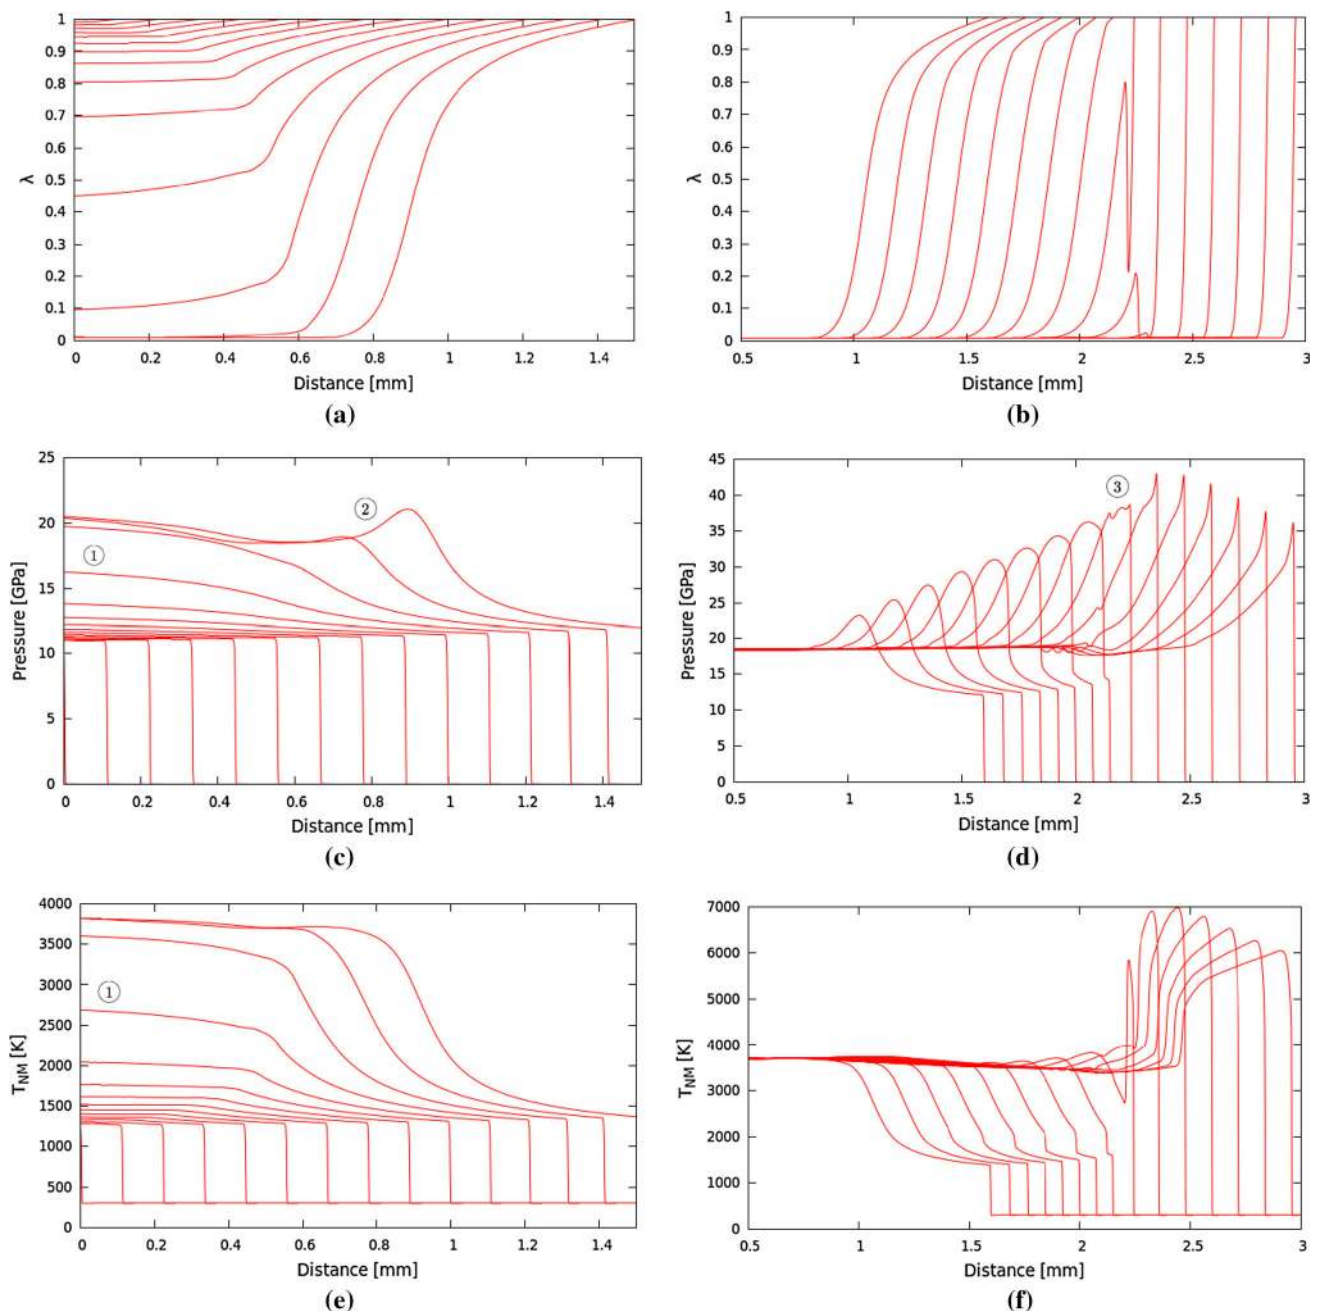 1
0.9
0.8
0.7
0.6
0.5
0.4
0.3
0.2
0.1
0
λ
0 0.2 0.4 0.6 0.8 1 1.2 1.4
Distance [mm]
(a)
1
0.9
0.8
0.7
0.6
0.5
0.4
0.3
0.2
0.1
0
λ
0.5 1 1.5 2 2.5 3
Distance [mm]
(b)
25
20
15
10
5
0
Pressure [GPa]
1
2
0 0.2 0.4 0.6 0.8 1 1.2 1.4
Distance [mm]
(c)
45
40
35
30
25
20
15
10
5
0
Pressure [GPa]
3
0.5 1 1.5 2 2.5 3
Distance [mm]
(d)
4000
3500
3000
2500
2000
1500
1000
500
0
T_NM [K]
1
0 0.2 0.4 0.6 0.8 1 1.2 1.4
Distance [mm]
(e)
7000
6000
5000
4000
3000
2000
1000
0
T_NM [K]
0.5 1 1.5 2 2.5 3
Distance [mm]
(f)